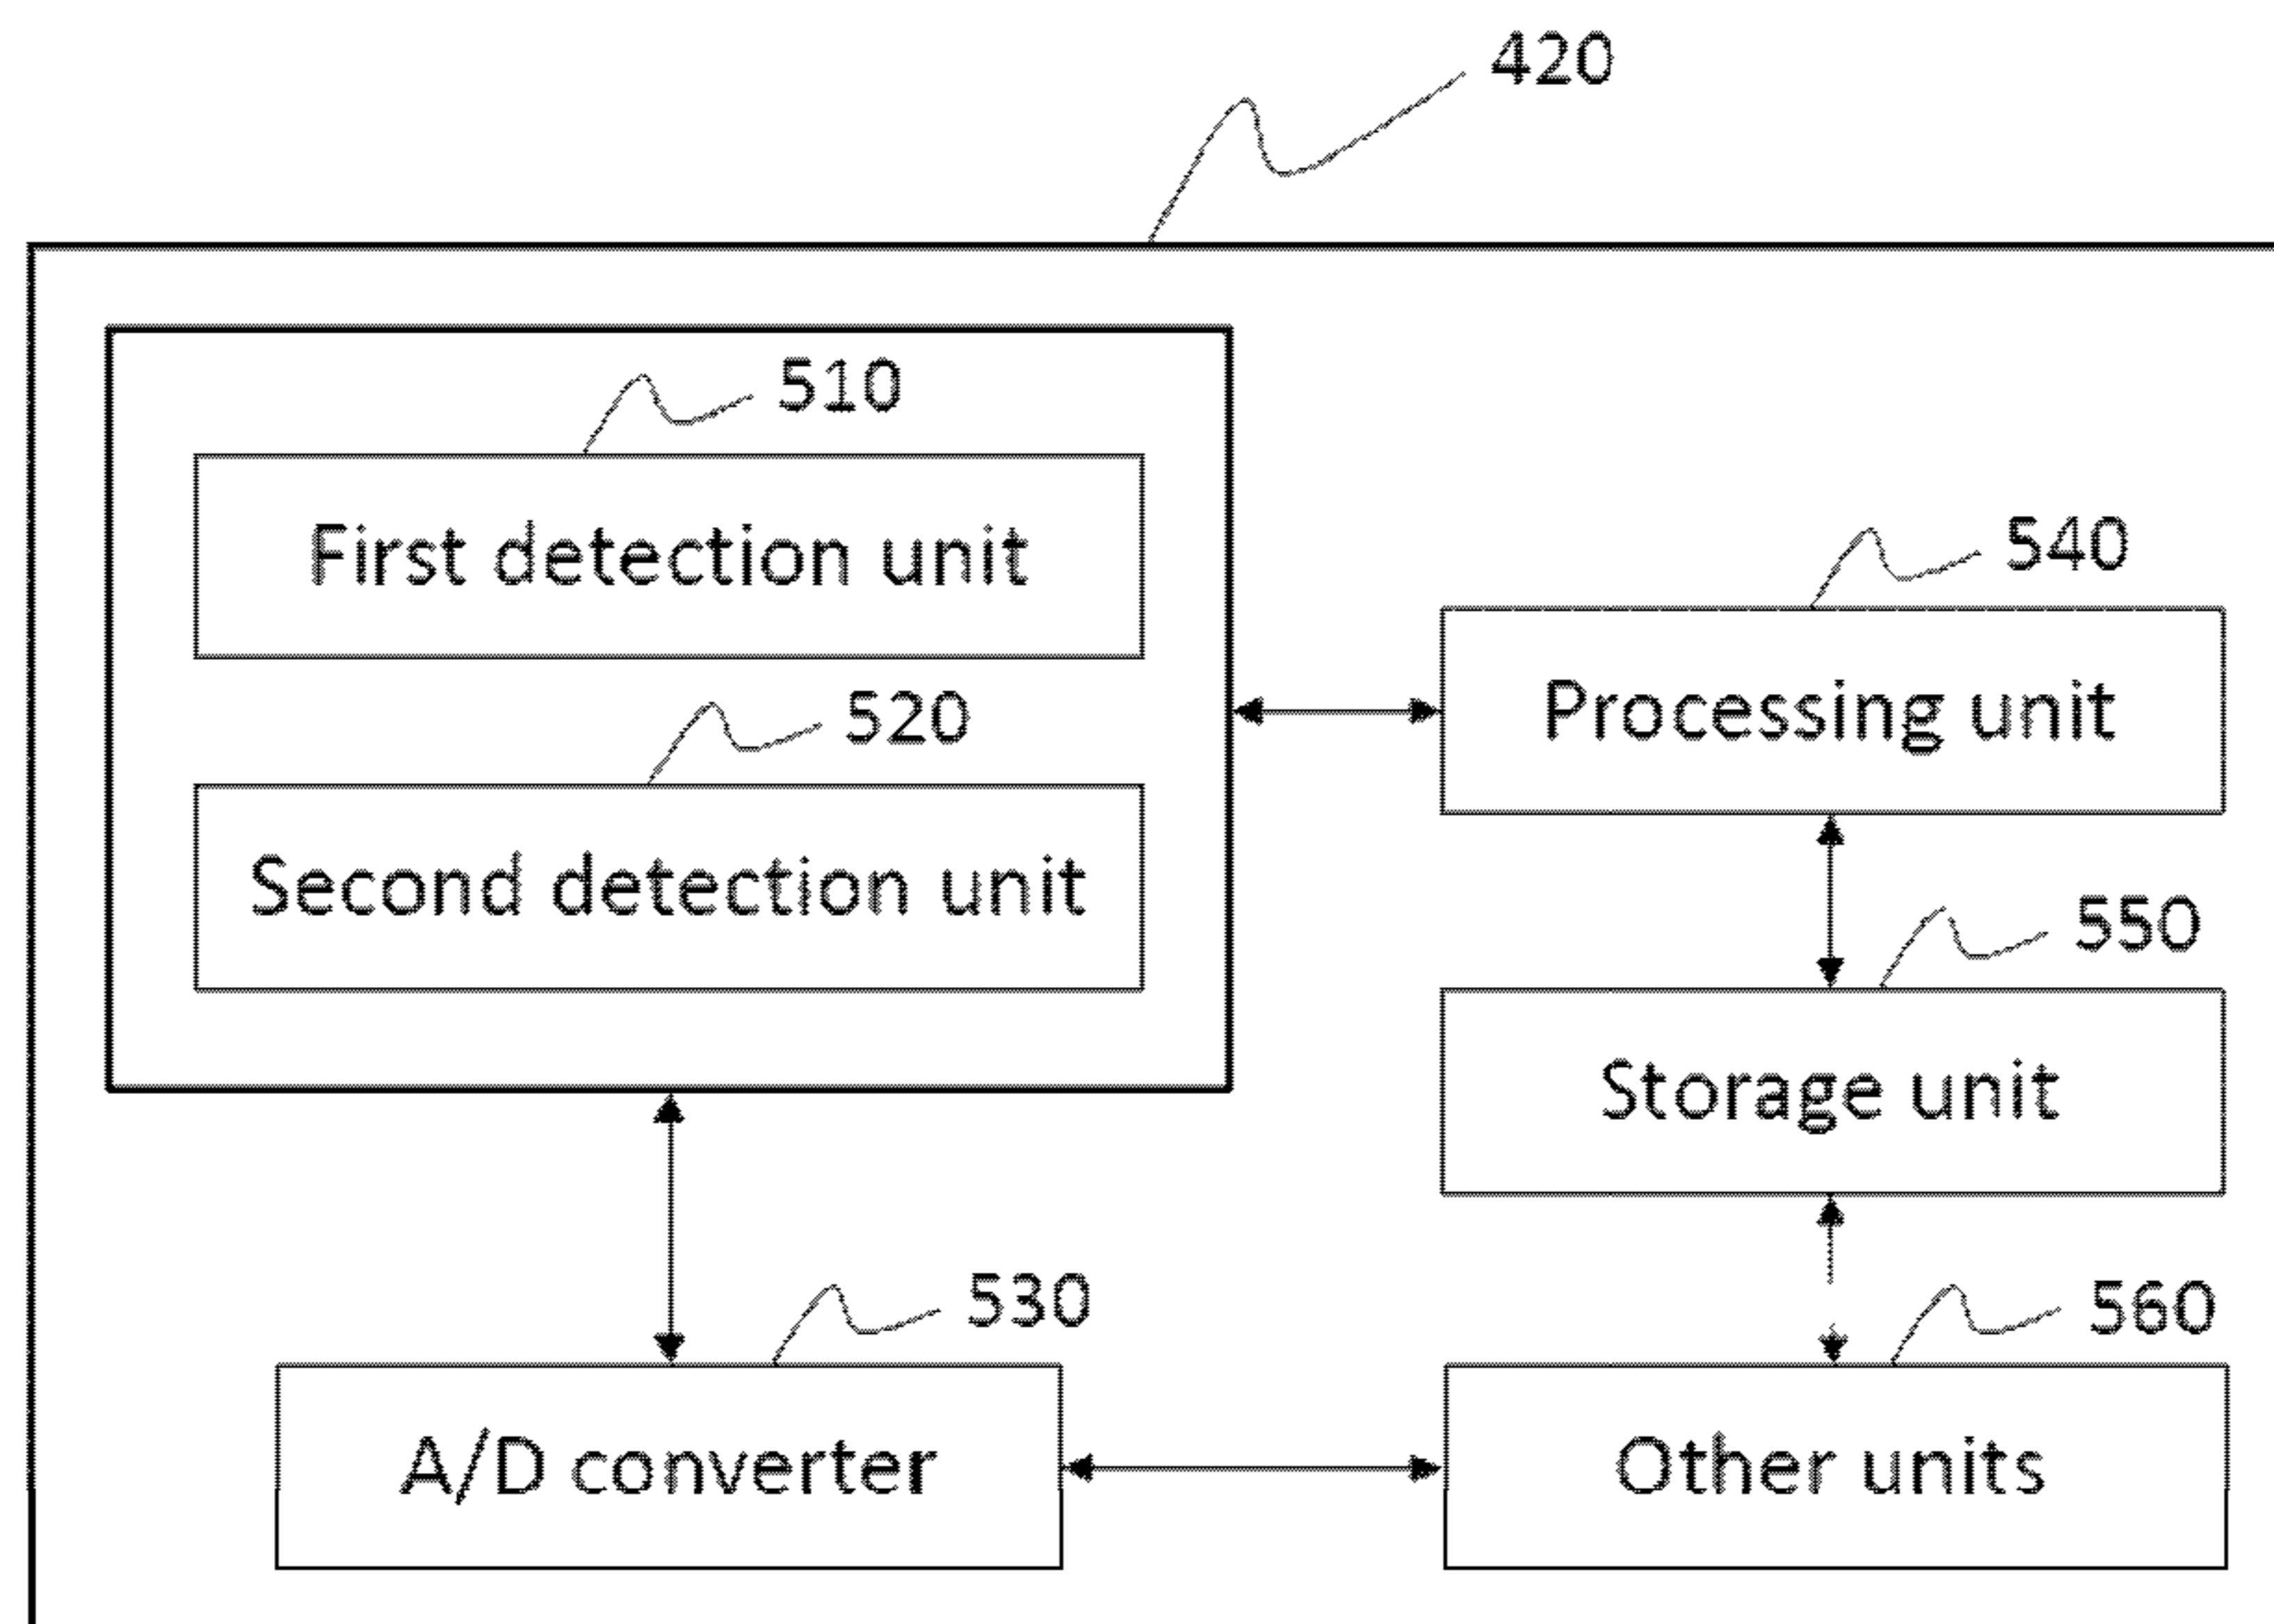 420
510
First detection unit
540
Processing unit
520
Second detection unit
550
Storage unit
530
A/D converter
560
Other units